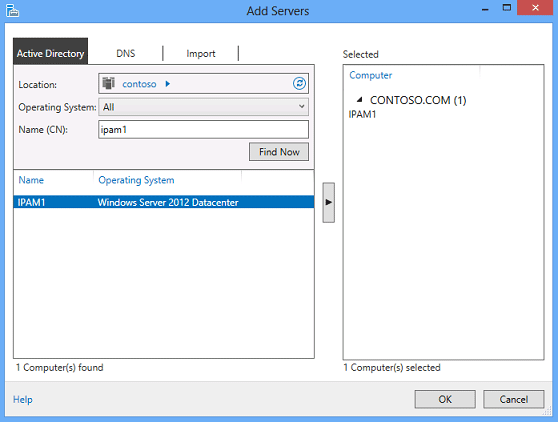 Add Servers
Active Directory
DNS
Import
Location:
contoso
Operating System:
All
Name (CN):
ipam1
Find Now
Name
Operating System
IPAM1
Windows Server 2012 Datacenter
1 Computer(s) found
Selected
Computer
CONTOSO.COM (1)
IPAM1
1 Computer(s) selected
Help
OK
Cancel